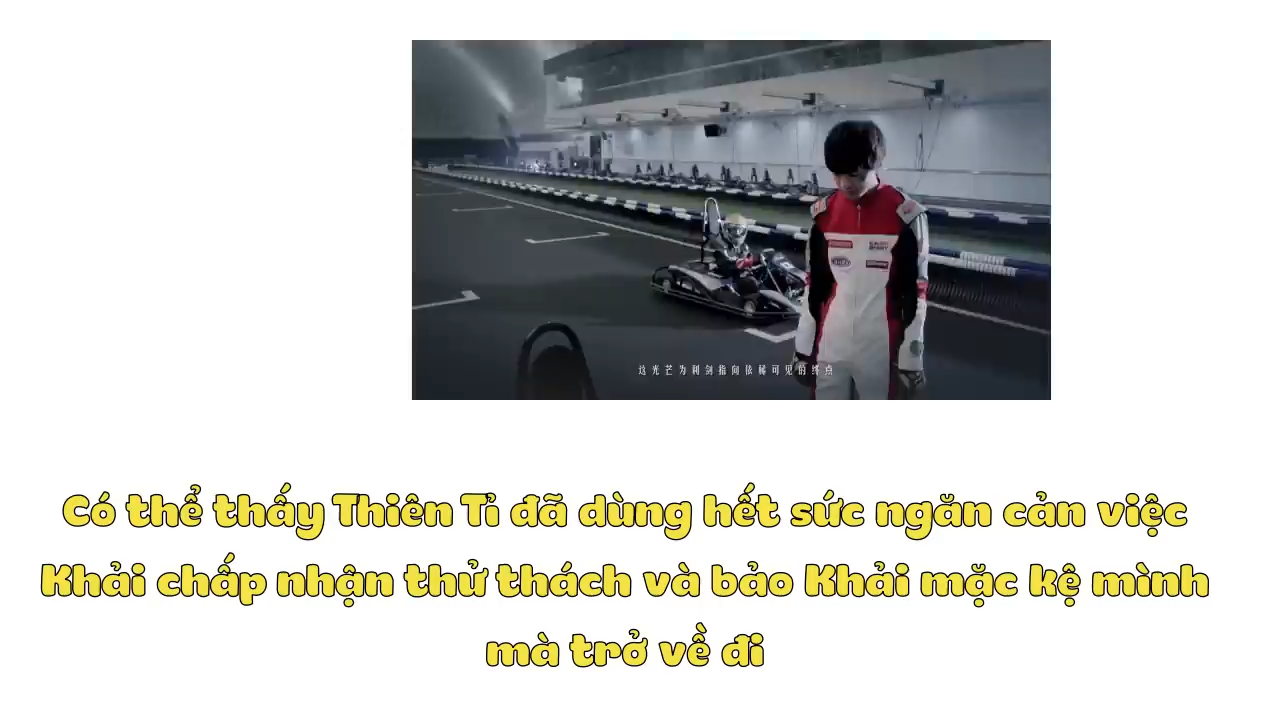 这光芒为利剑指向依稀可见的终点
Có thể thấy Thiên Tỉ đã dùng hết sức ngăn cản việc
Khải chấp nhận thử thách và bảo Khải mặc kệ mình
mà trở về đi